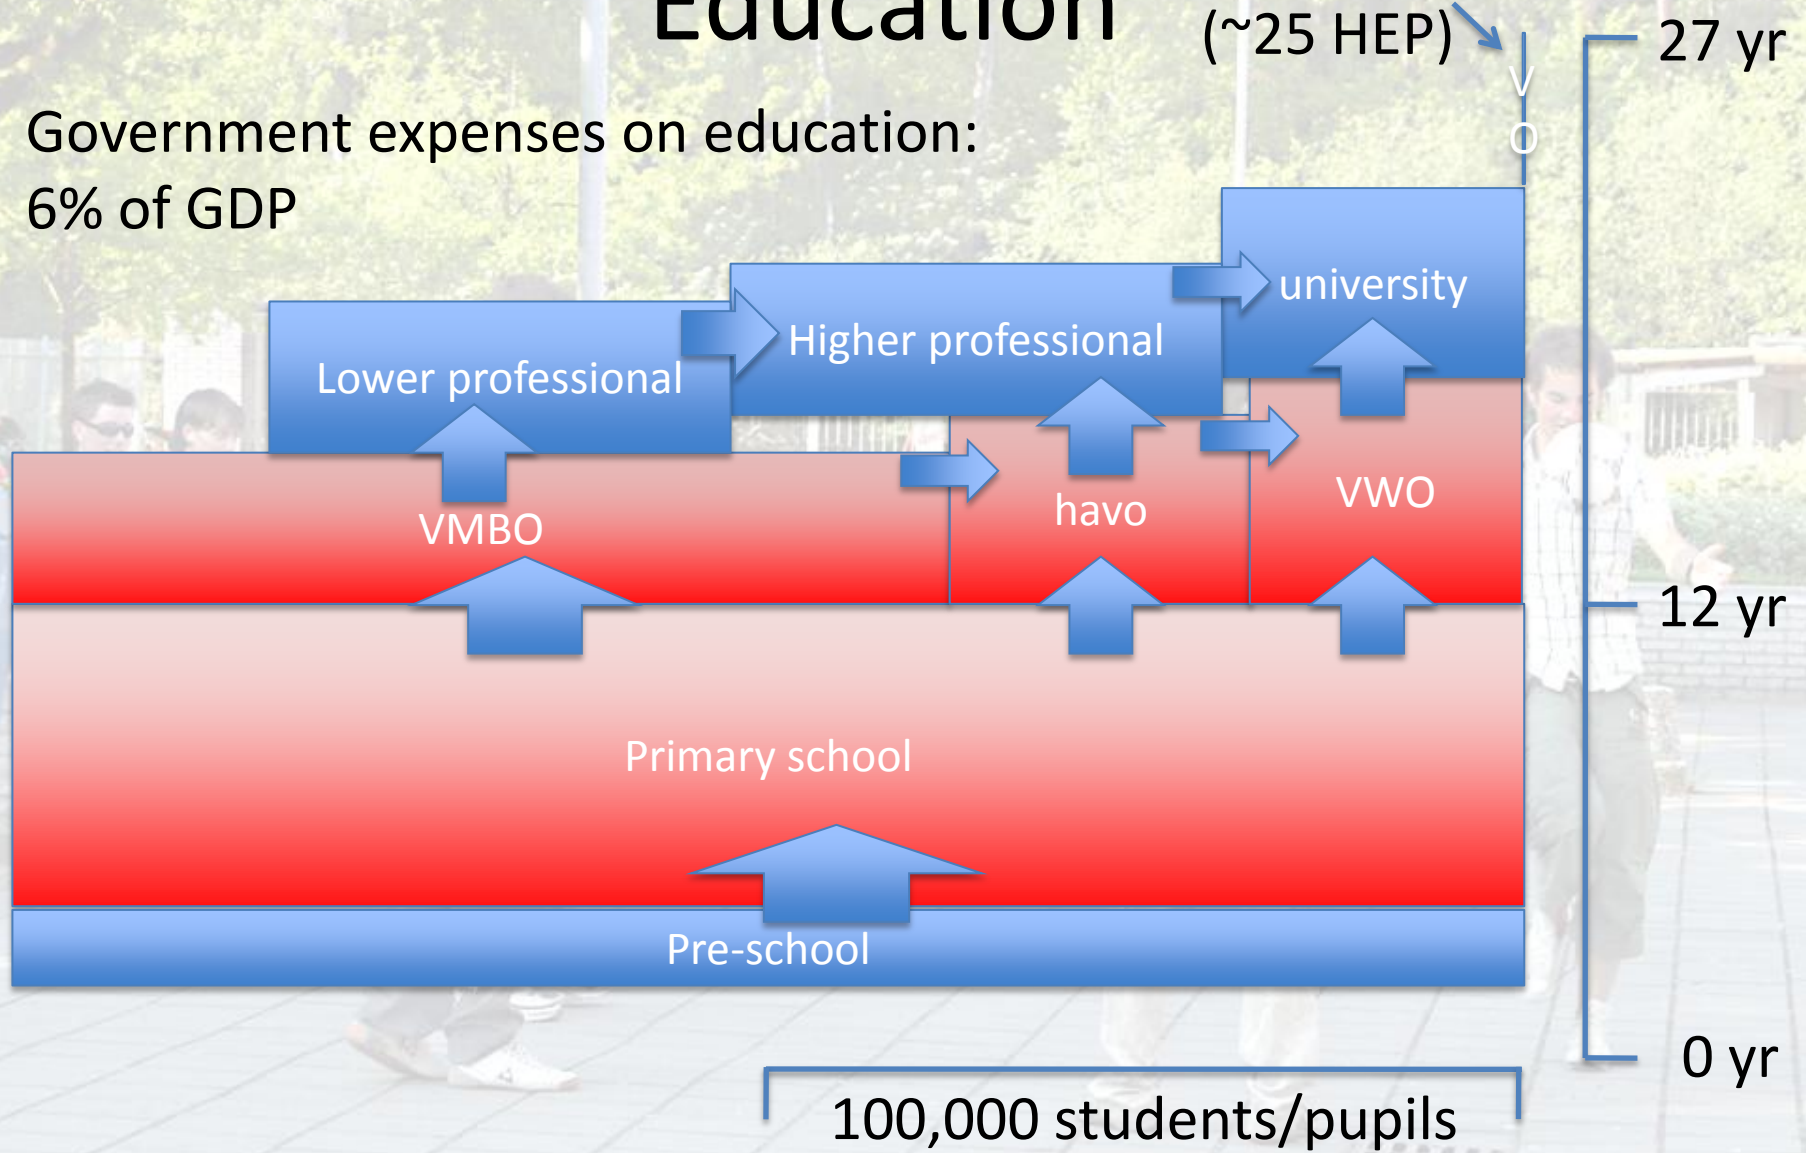 Education
(~25 HEP)
27 yr
V
O
Government expenses on education:
6% of GDP
university
Higher professional
Lower professional
VWO
havo
VMBO
12 yr
Primary school
Pre-school
0 yr
100,000 students/pupils